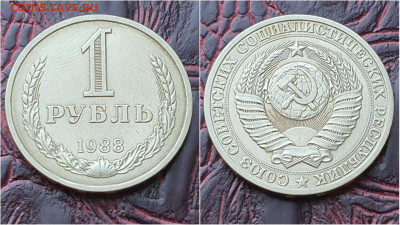 COINS.LAVE.RU
1
РУБЛЬ
1988
СОЮЗ СОВЕТСКИХ СОЦИАЛИСТИЧЕСКИХ РЕСПУБЛИК